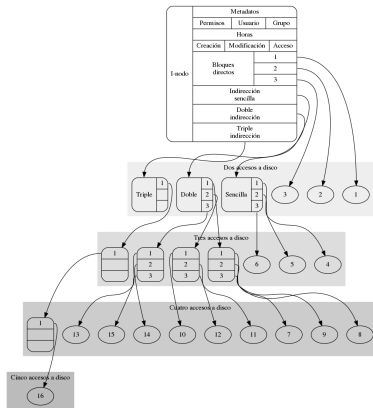 Metadatos
Permisos Usuario Grupo
Horas
Creación Modificación Acceso
I-nodo
Bloques
directos
1
2
3
Indirección
sencilla
Doble
indirección
Triple
indirección
Dos accesos a disco
Triple
1
Doble
1
2
3
Sencilla
1
2
3
3 2 1
Tres accesos a disco
1
1
2
3
1
2
3
1
2
3
6 5 4
Cuatro accesos a disco
1
13 15 14 10 12 11 7 9 8
Cinco accesos a disco
16